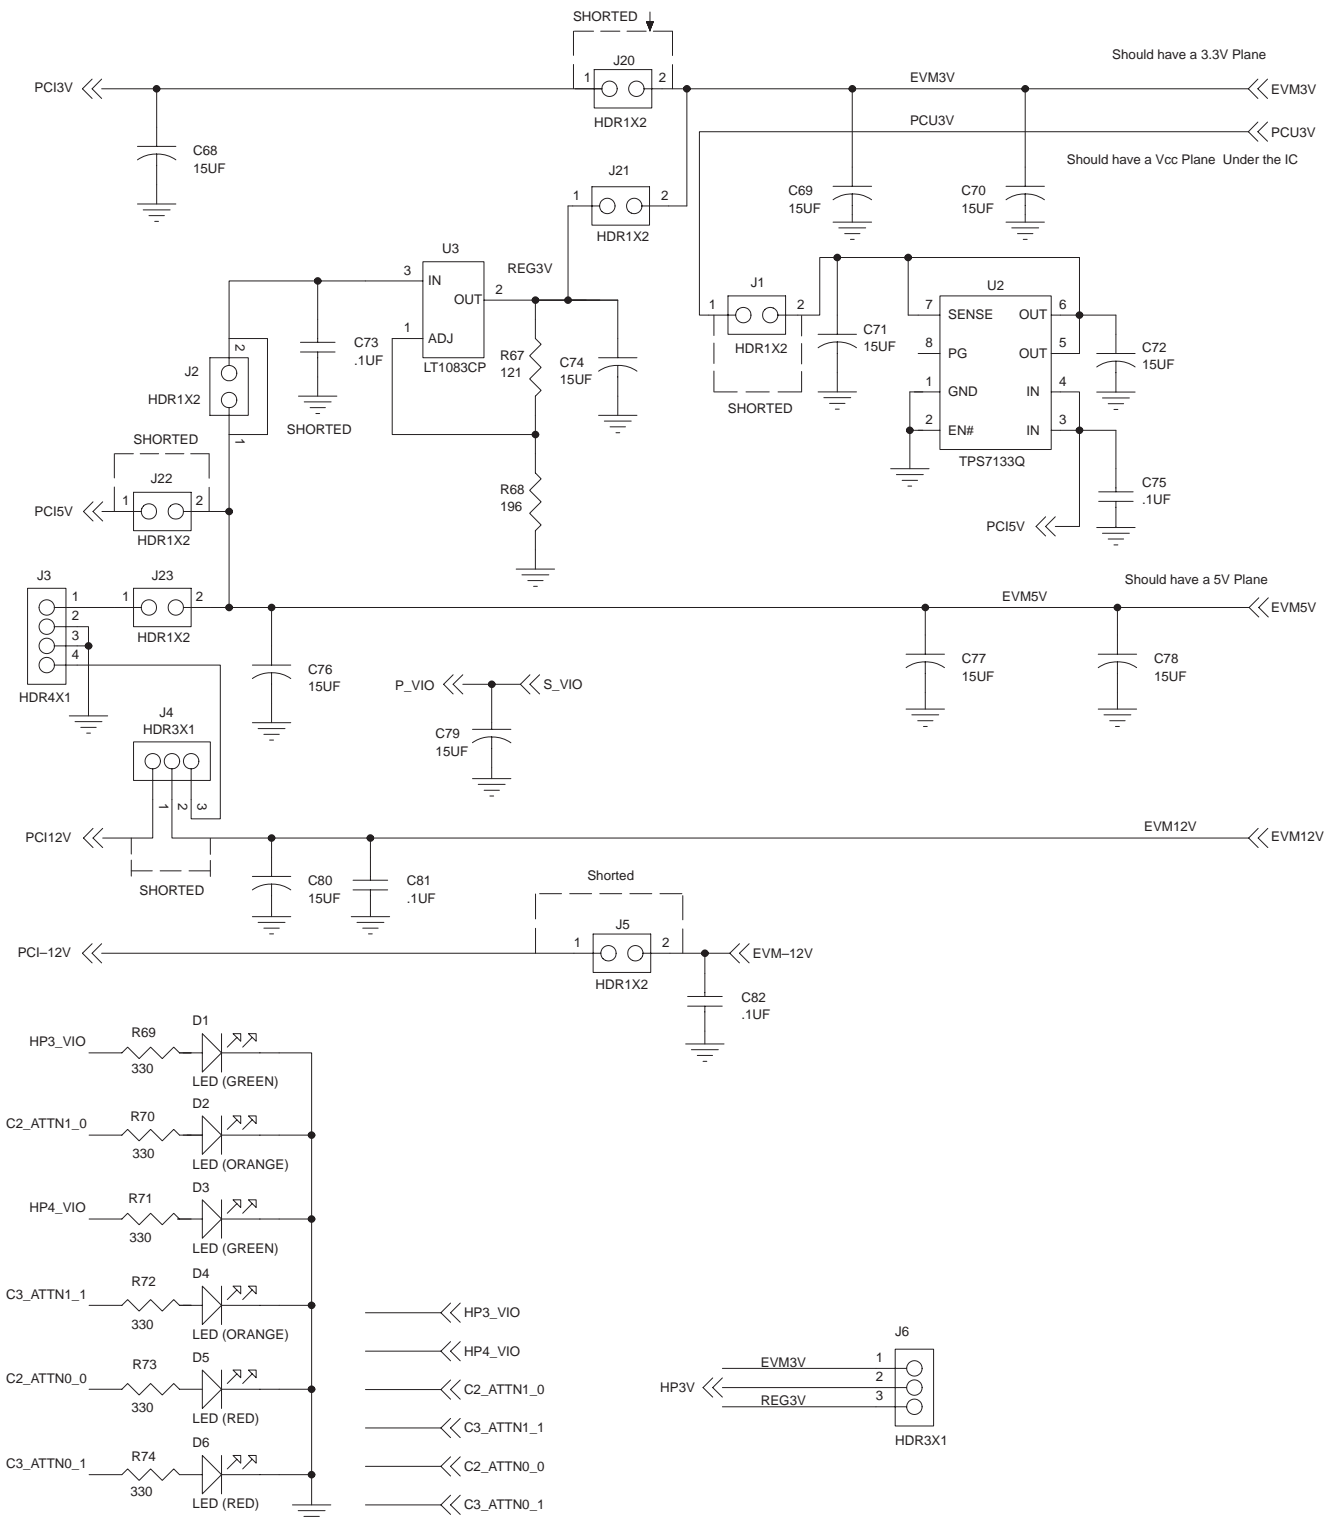 SHORTED
Should have a 3.3V Plane
J20
PCI3V
1
2
EVM3V
EVM3V
HDR1X2
PCU3V
PCU3V
C68
15UF
Should have a Vcc Plane Under the IC
J21
1
2
C69
15UF
C70
15UF
HDR1X2
U3
REG3V
3
IN
OUT
2
1
ADJ
LT1083CP
J1
1
2
HDR1X2
SHORTED
U2
7
SENSE
OUT
6
8
PG
OUT
5
1
GND
IN
4
2
EN#
IN
3
TPS7133Q
C71
15UF
C72
15UF
C73
.1UF
SHORTED
R67
121
C74
15UF
2
J2
HDR1X2
1
SHORTED
J22
PCI5V
1
2
HDR1X2
R68
196
C75
.1UF
PCI5V
J3
1
2
3
4
HDR4X1
J23
1
2
HDR1X2
Should have a 5V Plane
EVM5V
EVM5V
C76
15UF
P_VIO
S_VIO
C77
15UF
C78
15UF
J4
HDR3X1
1
2
3
C79
15UF
PCI12V
EVM12V
EVM12V
SHORTED
C80
15UF
C81
.1UF
Shorted
J5
PCI–12V
1
2
EVM–12V
HDR1X2
C82
.1UF
HP3_VIO
R69
330
D1
LED (GREEN)
C2_ATTN1_0
R70
330
D2
LED (ORANGE)
HP4_VIO
R71
330
D3
LED (GREEN)
C3_ATTN1_1
R72
330
D4
LED (ORANGE)
C2_ATTN0_0
R73
330
D5
LED (RED)
C3_ATTN0_1
R74
330
D6
LED (RED)
HP3_VIO
HP4_VIO
C2_ATTN1_0
C3_ATTN1_1
C2_ATTN0_0
C3_ATTN0_1
J6
EVM3V
1
HP3V
2
REG3V
3
HDR3X1